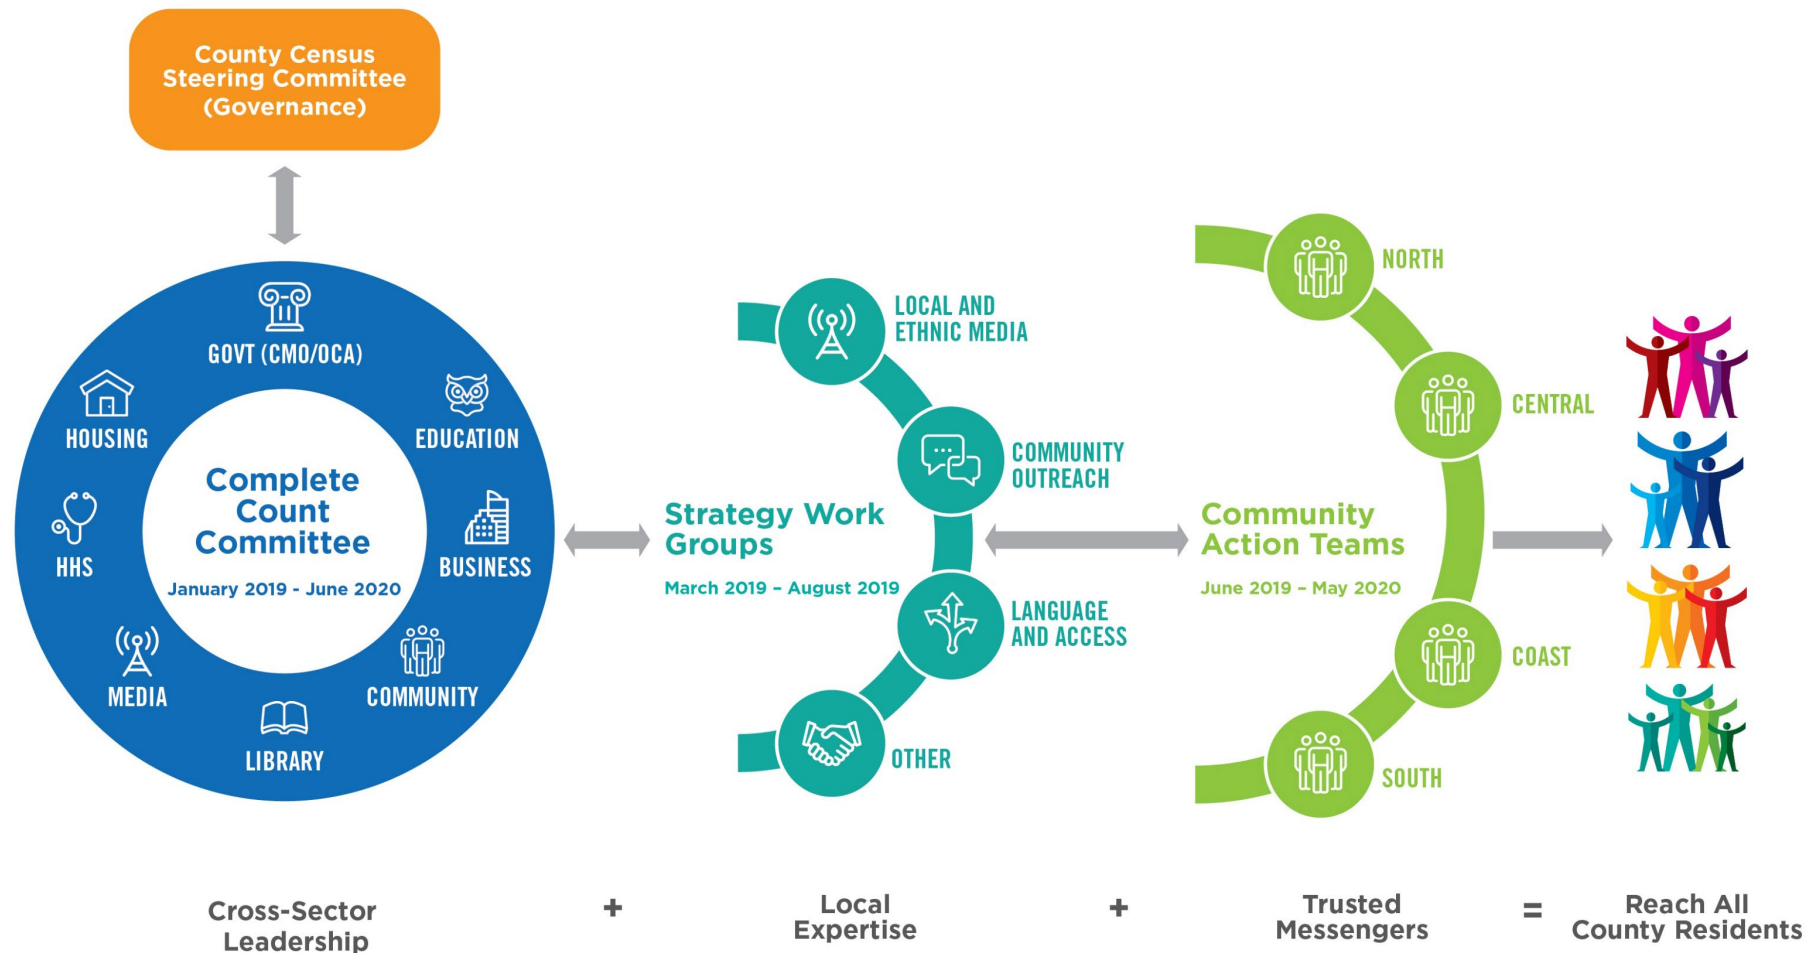 County Census
Steering Committee
(Governance)
GOVT (CMO/OCA)
HOUSING
EDUCATION
HHS
BUSINESS
MEDIA
COMMUNITY
LIBRARY
Complete
Count
Committee
January 2019 - June 2020
Strategy Work
Groups
March 2019 – August 2019
LOCAL AND
ETHNIC MEDIA
COMMUNITY
OUTREACH
LANGUAGE
AND ACCESS
OTHER
Community
Action Teams
June 2019 – May 2020
NORTH
CENTRAL
COAST
SOUTH
Cross-Sector
Leadership
+
Local
Expertise
+
Trusted
Messengers
=
Reach All
County Residents